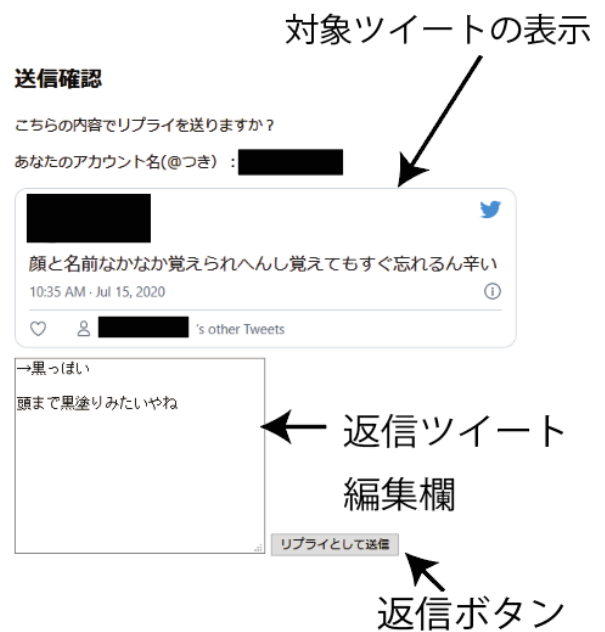 対象ツイートの表示
送信確認
こちらの内容でリプライを送りますか？
あなたのアカウント名(@つき) ：
顔と名前なかなか覚えられへんし覚えてもすぐ忘れるん辛い
10:35 AM · Jul 15, 2020
's other Tweets
→黒っぽい
頭まで黒塗りみたいやね
返信ツイート
編集欄
リプライとして送信
返信ボタン